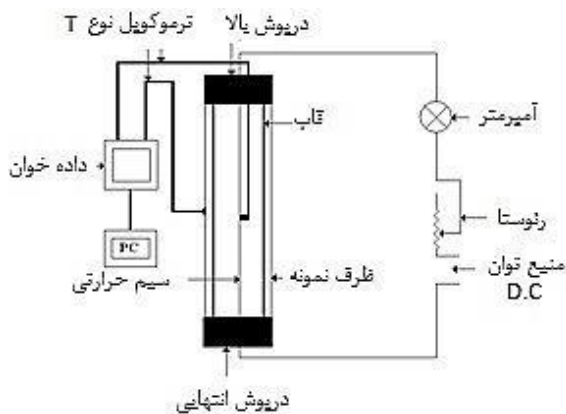 ترموکوپل نوع T
درپوش بالا
آمپرمتر
قاب
داده خوان
رئوستا
PC
منبع توان
D.C
سیم حرارتی
ظرف نمونه
درپوش انتهایی